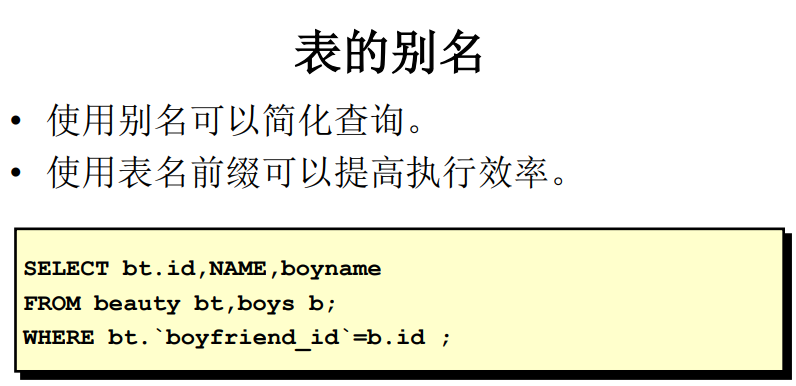 表的别名
• 使用别名可以简化查询。
• 使用表名前缀可以提高执行效率。
SELECT bt.id,NAME,boyname
FROM beauty bt,boys b;
WHERE bt.`boyfriend_id`=b.id ;